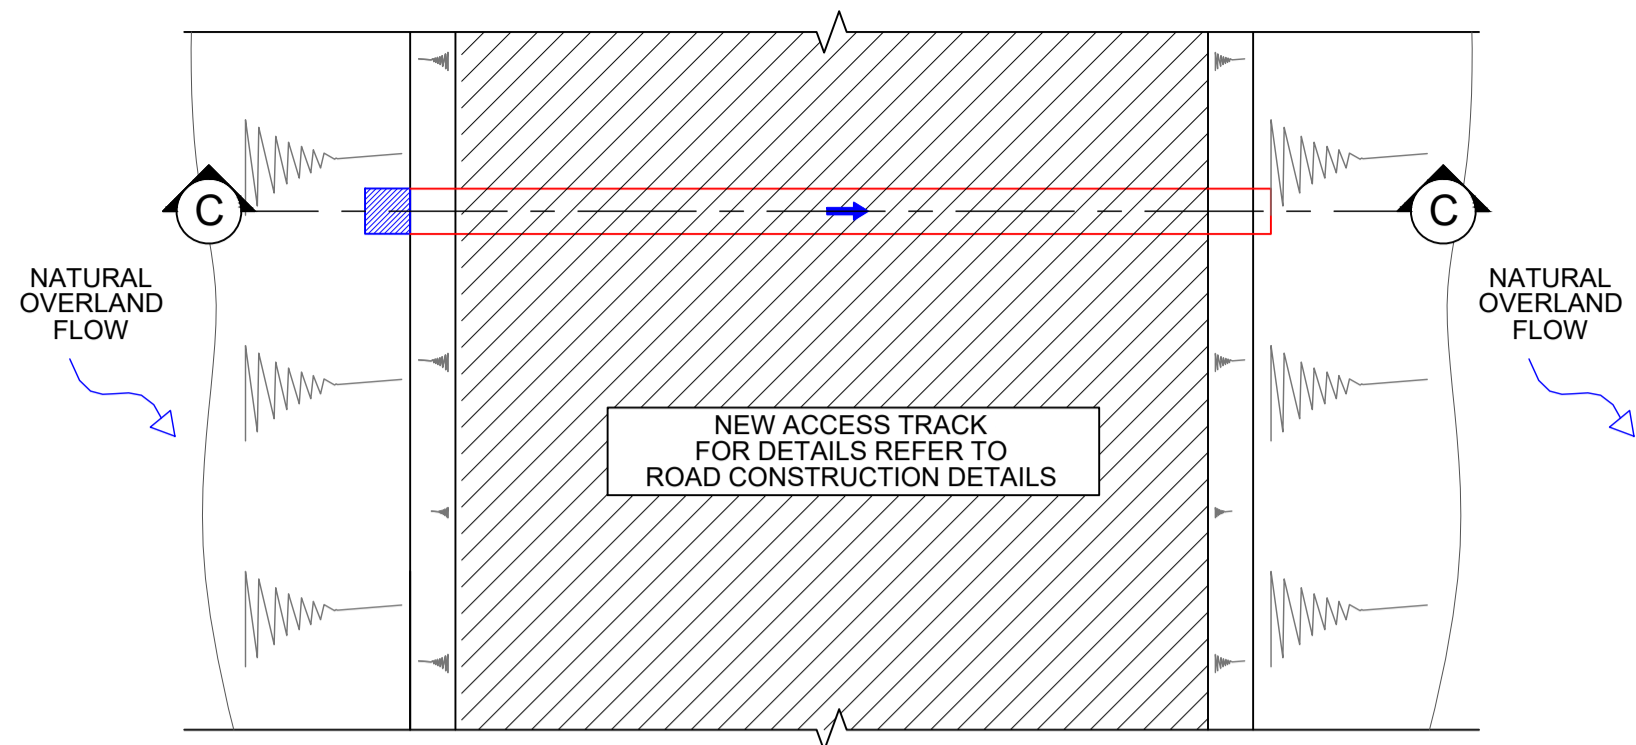 C
C
NATURAL
OVERLAND
FLOW
NATURAL
OVERLAND
FLOW
NEW ACCESS TRACK
FOR DETAILS REFER TO
ROAD CONSTRUCTION DETAILS